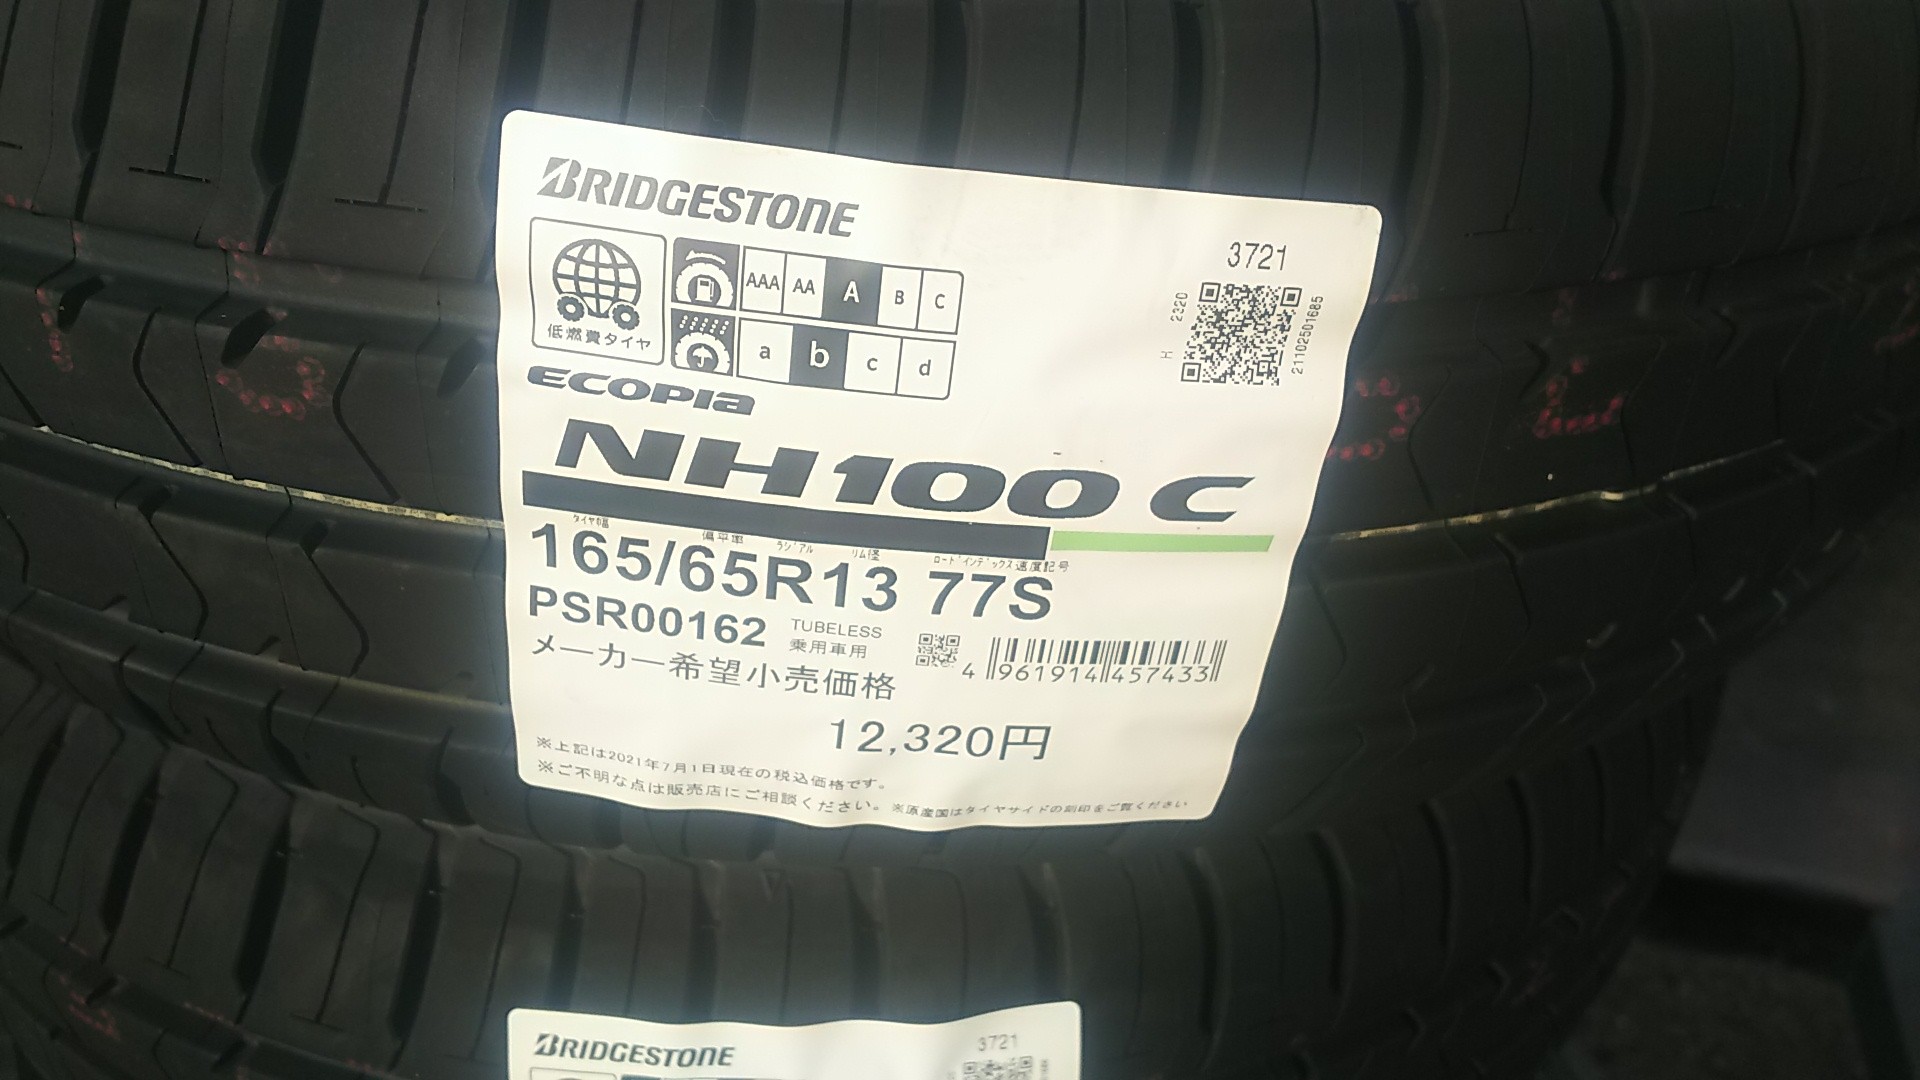 BRIDGESTONE
3721
低燃費タイヤ
AAA AA A B C
a b c d
2320
エ
21102501685
ECOPIA
NH100 C
タイヤの幅 偏平率 ラジアル リム径 ロードインデックス 速度記号
165/65R13 77S
PSR00162 TUBELESS
乗用車用
4 961914 457433
メーカー希望小売価格
12,320円
※上記は2021年7月1日現在の税込価格です。
※ご不明な点は販売店にご相談ください。※原産国はタイヤサイドの刻印をご覧ください
BRIDGESTONE
3721